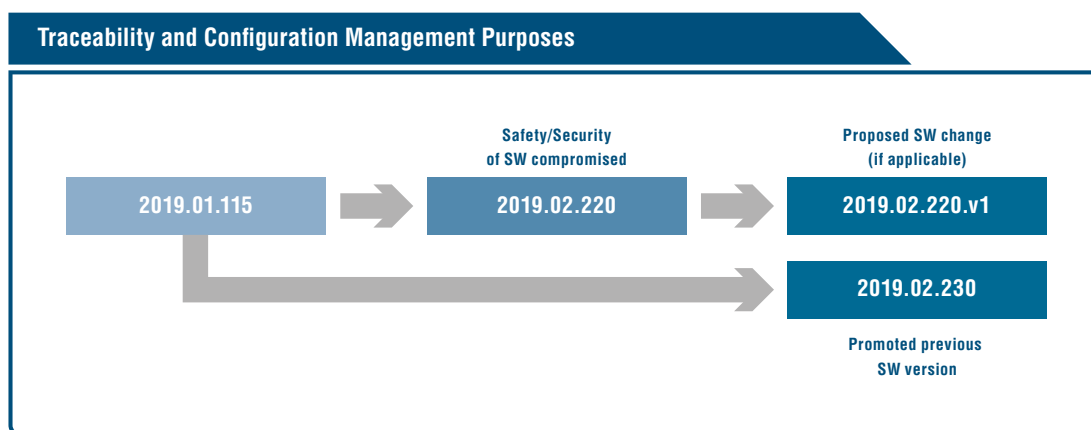 Traceability and Configuration Management Purposes
Safety/Security
of SW compromised
Proposed SW change
(if applicable)
2019.01.115
2019.02.220
2019.02.220.v1
2019.02.230
Promoted previous
SW version